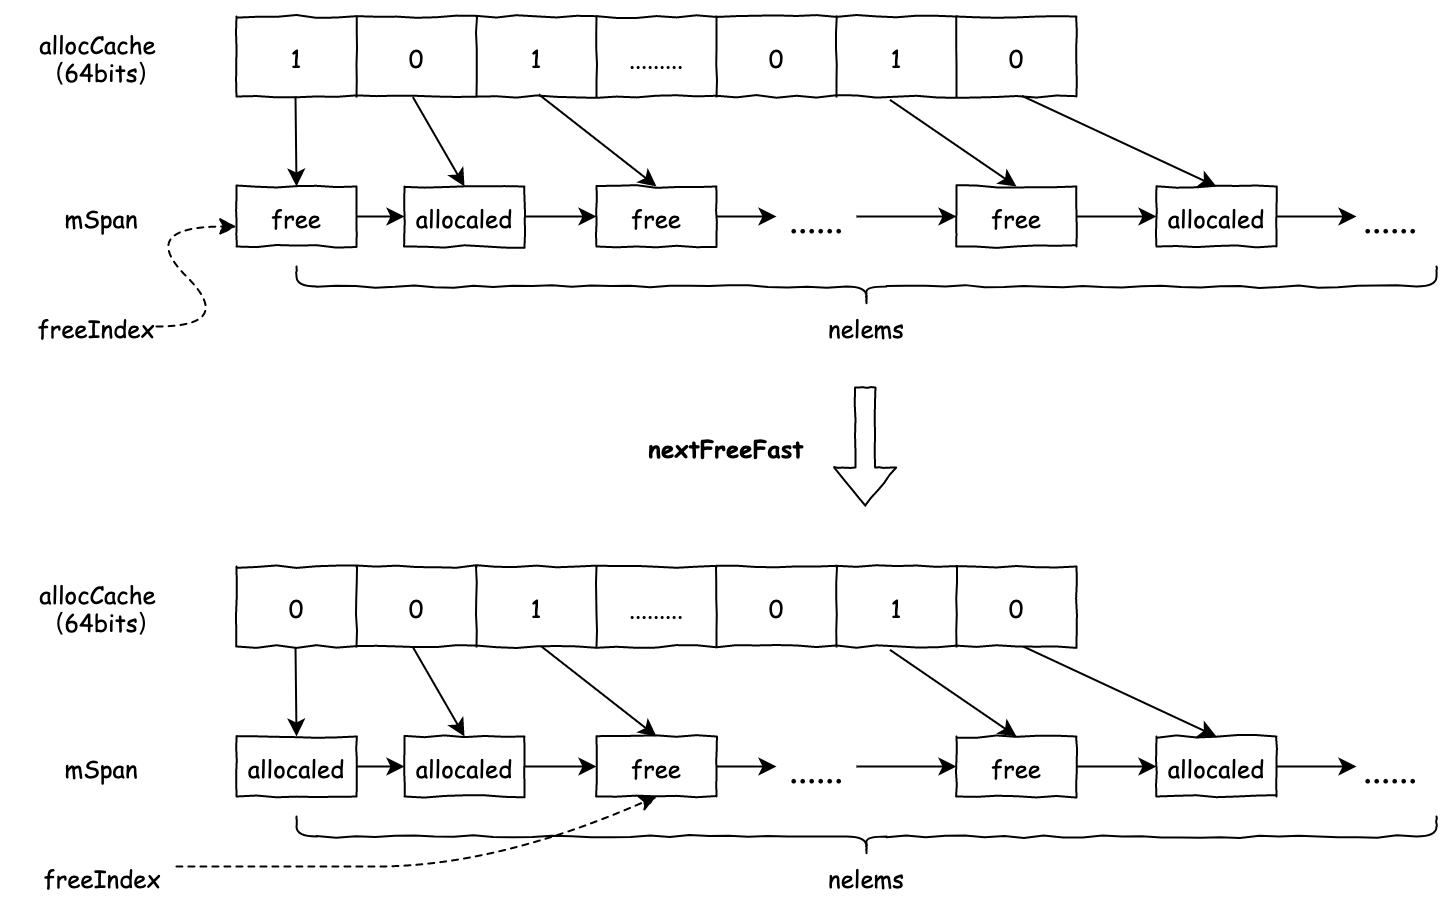 allocCache
(64bits)
1 0 1 ......... 0 1 0
mSpan
free allocaled free ...... free allocaled ......
freeIndex
nelems
nextFreeFast
allocCache
(64bits)
0 0 1 ......... 0 1 0
mSpan
allocaled allocaled free ...... free allocaled ......
freeIndex
nelems